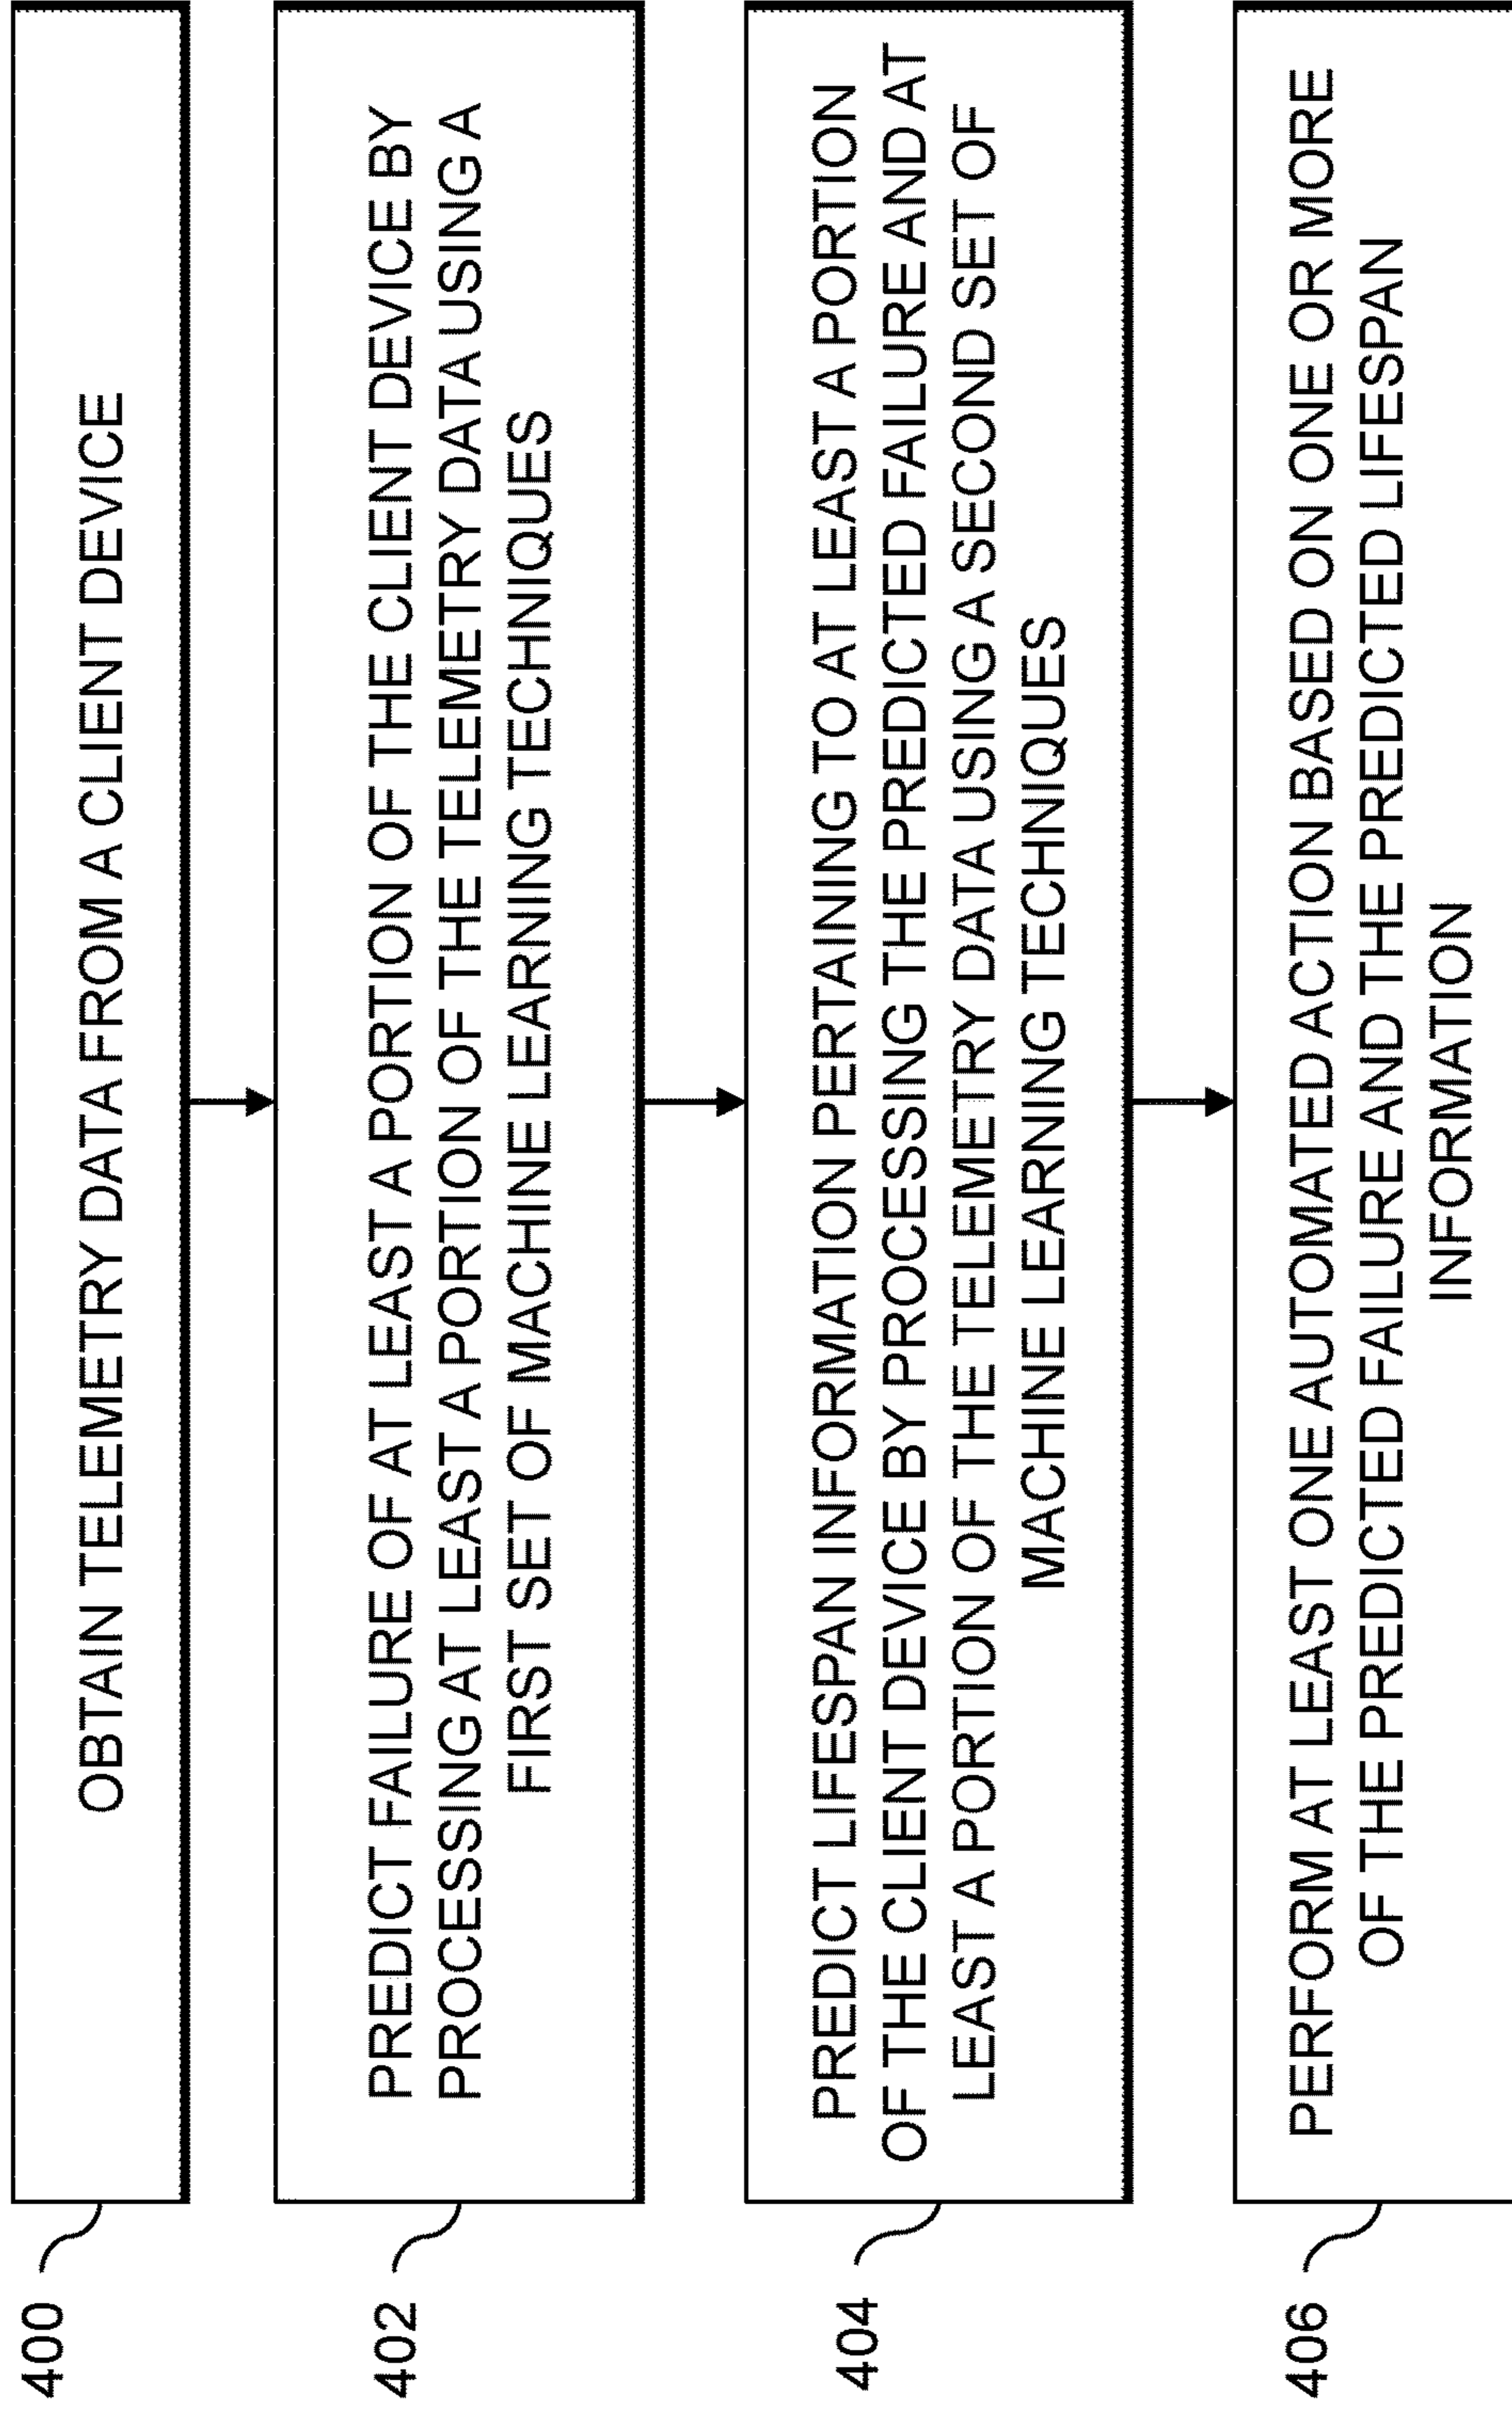 400
OBTAIN TELEMETRY DATA FROM A CLIENT DEVICE
402
PREDICT FAILURE OF AT LEAST A PORTION OF THE CLIENT DEVICE BY
PROCESSING AT LEAST A PORTION OF THE TELEMETRY DATA USING A
FIRST SET OF MACHINE LEARNING TECHNIQUES
404
PREDICT LIFESPAN INFORMATION PERTAINING TO AT LEAST A PORTION
OF THE CLIENT DEVICE BY PROCESSING THE PREDICTED FAILURE AND AT
LEAST A PORTION OF THE TELEMETRY DATA USING A SECOND SET OF
MACHINE LEARNING TECHNIQUES
406
PERFORM AT LEAST ONE AUTOMATED ACTION BASED ON ONE OR MORE
OF THE PREDICTED FAILURE AND THE PREDICTED LIFESPAN
INFORMATION